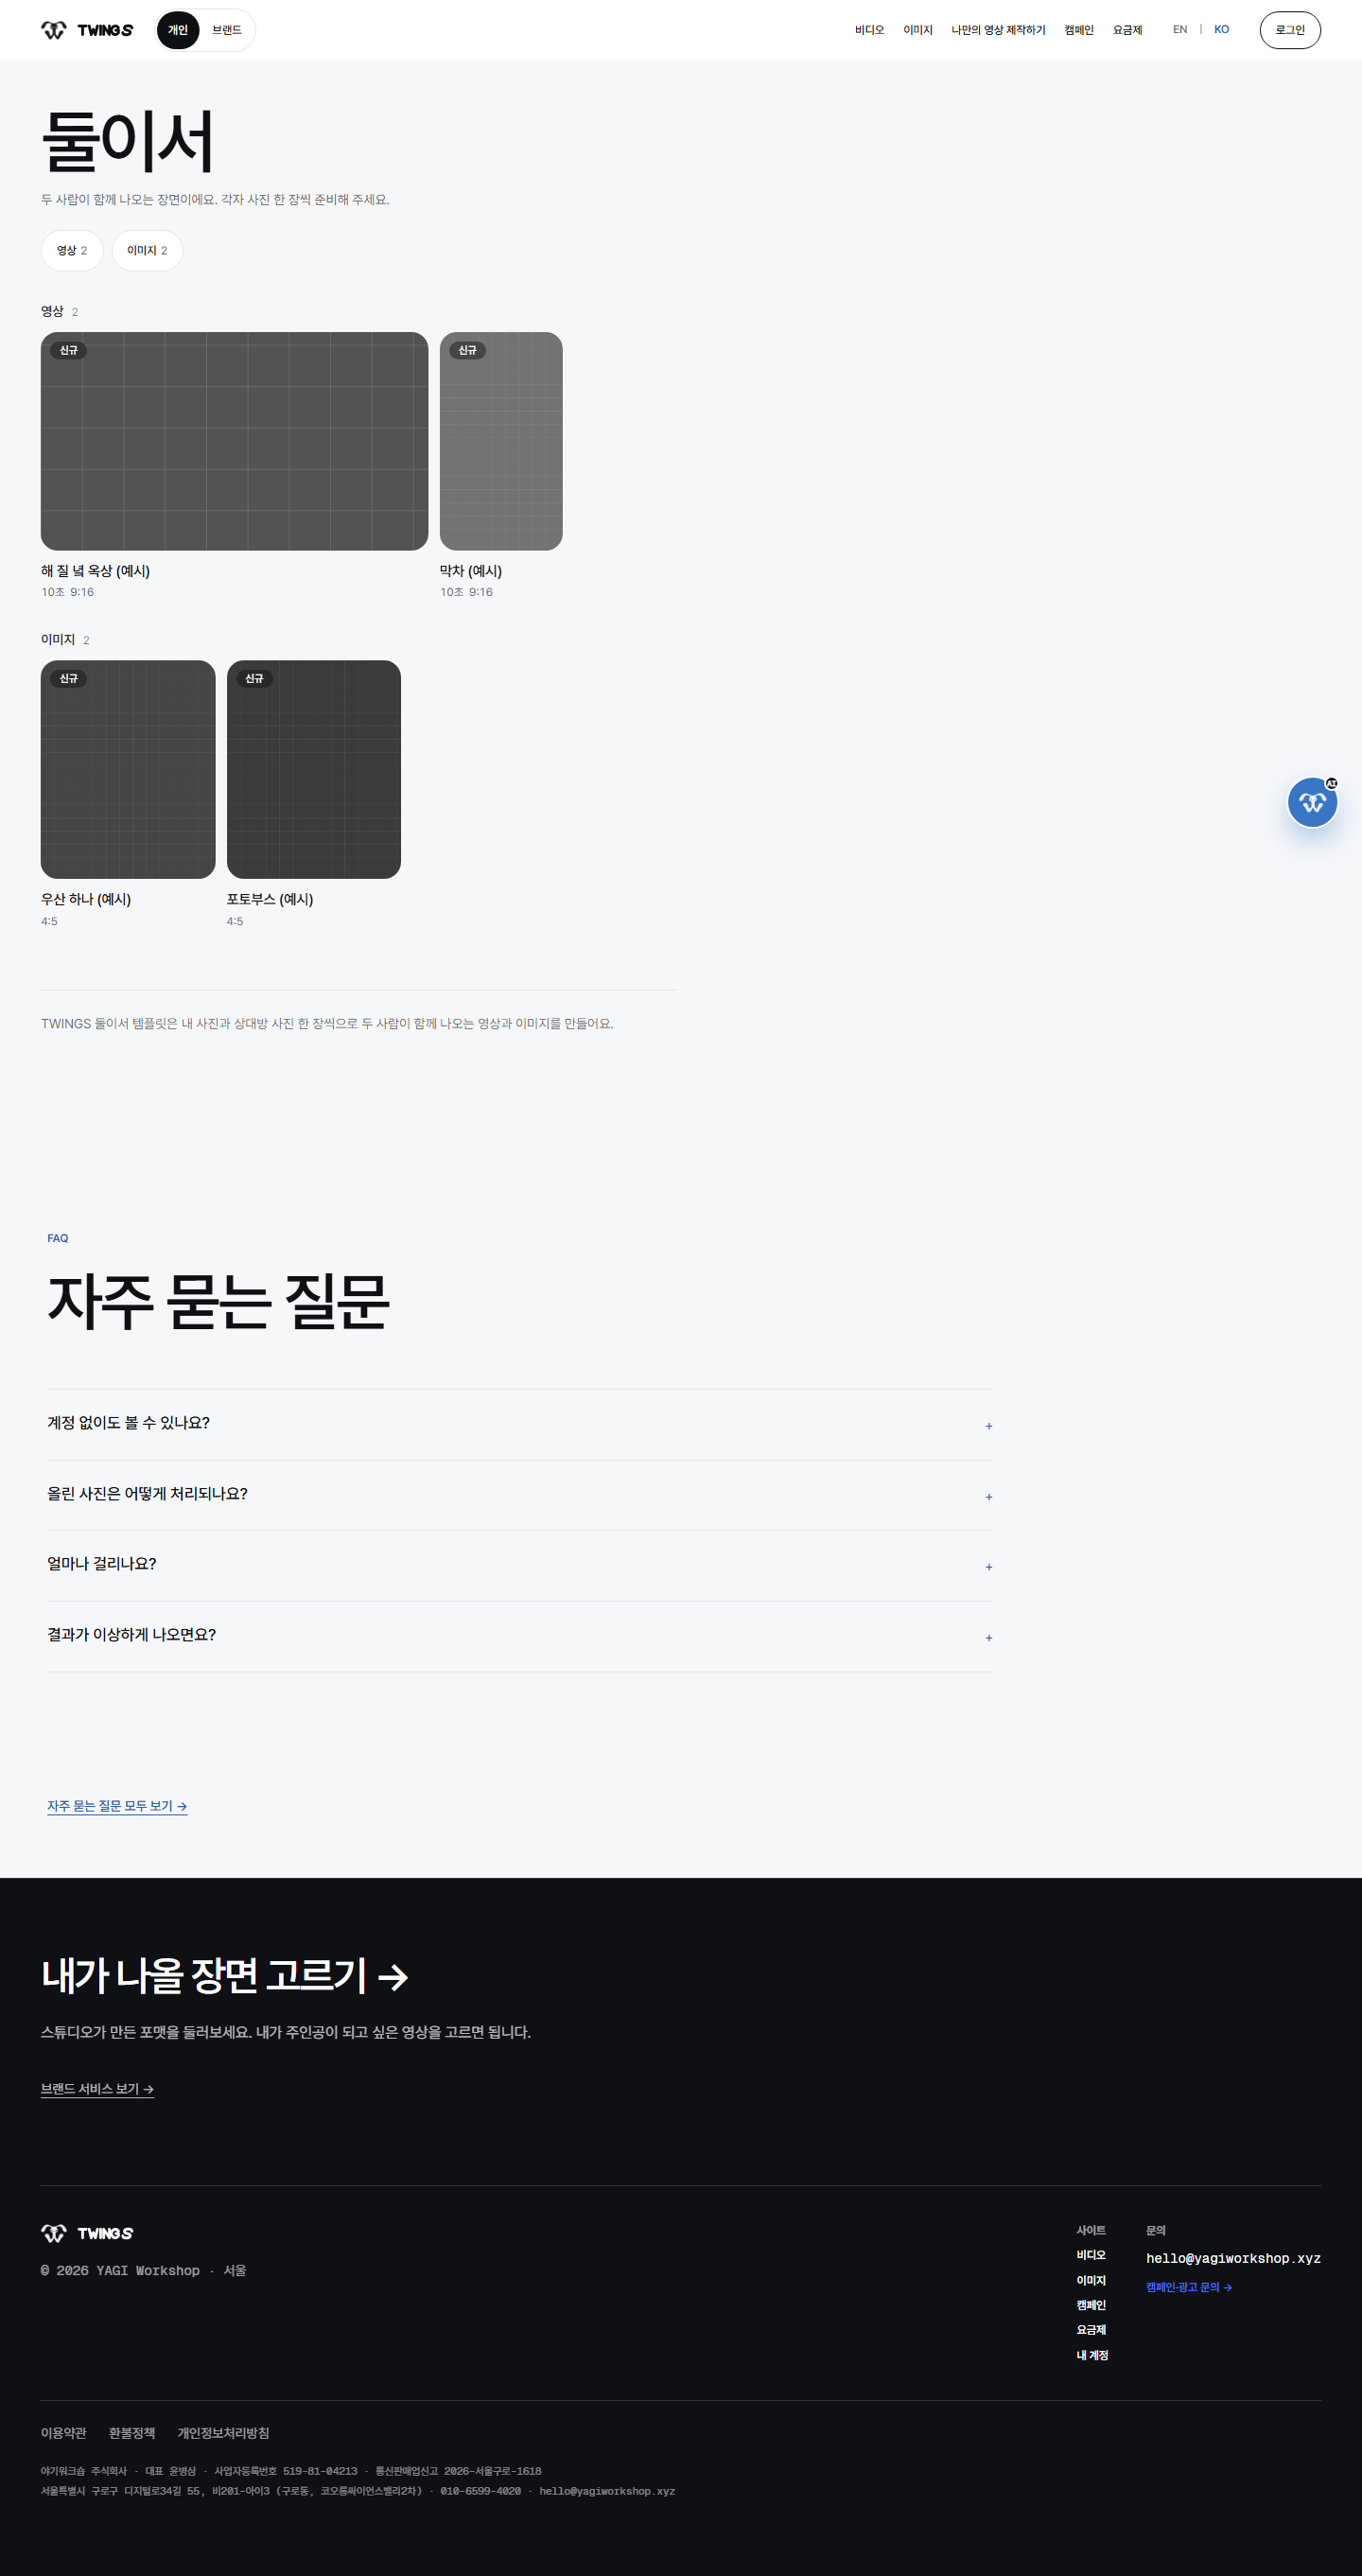 TWINGS
개인 브랜드
비디오 이미지 나만의 영상 제작하기 캠페인 요금제 EN | KO 로그인
둘이서
두 사람이 함께 나오는 장면이에요. 각자 사진 한 장씩 준비해 주세요.
영상 2 이미지 2
영상 2
신규 신규
해 질 녘 옥상 (예시) 막차 (예시)
10초 9:16 10초 9:16
이미지 2
신규 신규
우산 하나 (예시) 포토부스 (예시)
4:5 4:5
AI
TWINGS 둘이서 템플릿은 내 사진과 상대방 사진 한 장씩으로 두 사람이 함께 나오는 영상과 이미지를 만들어요.
FAQ
자주 묻는 질문
계정 없이도 볼 수 있나요? +
올린 사진은 어떻게 처리되나요? +
얼마나 걸리나요? +
결과가 이상하게 나오면요? +
자주 묻는 질문 모두 보기 →
내가 나올 장면 고르기 →
스튜디오가 만든 포맷을 둘러보세요. 내가 주인공이 되고 싶은 영상을 고르면 됩니다.
브랜드 서비스 보기 →
TWINGS
© 2026 YAGI Workshop · 서울
사이트
비디오
이미지
캠페인
요금제
내 계정
문의
hello@yagiworkshop.xyz
캠페인·광고 문의 →
이용약관 환불정책 개인정보처리방침
야기워크숍 주식회사 · 대표 윤병삼 · 사업자등록번호 519-81-04213 · 통신판매업신고 2026-서울구로-1618
서울특별시 구로구 디지털로34길 55, 비201-아이3 (구로동, 코오롱싸이언스밸리2차) · 010-6599-4020 · hello@yagiworkshop.xyz